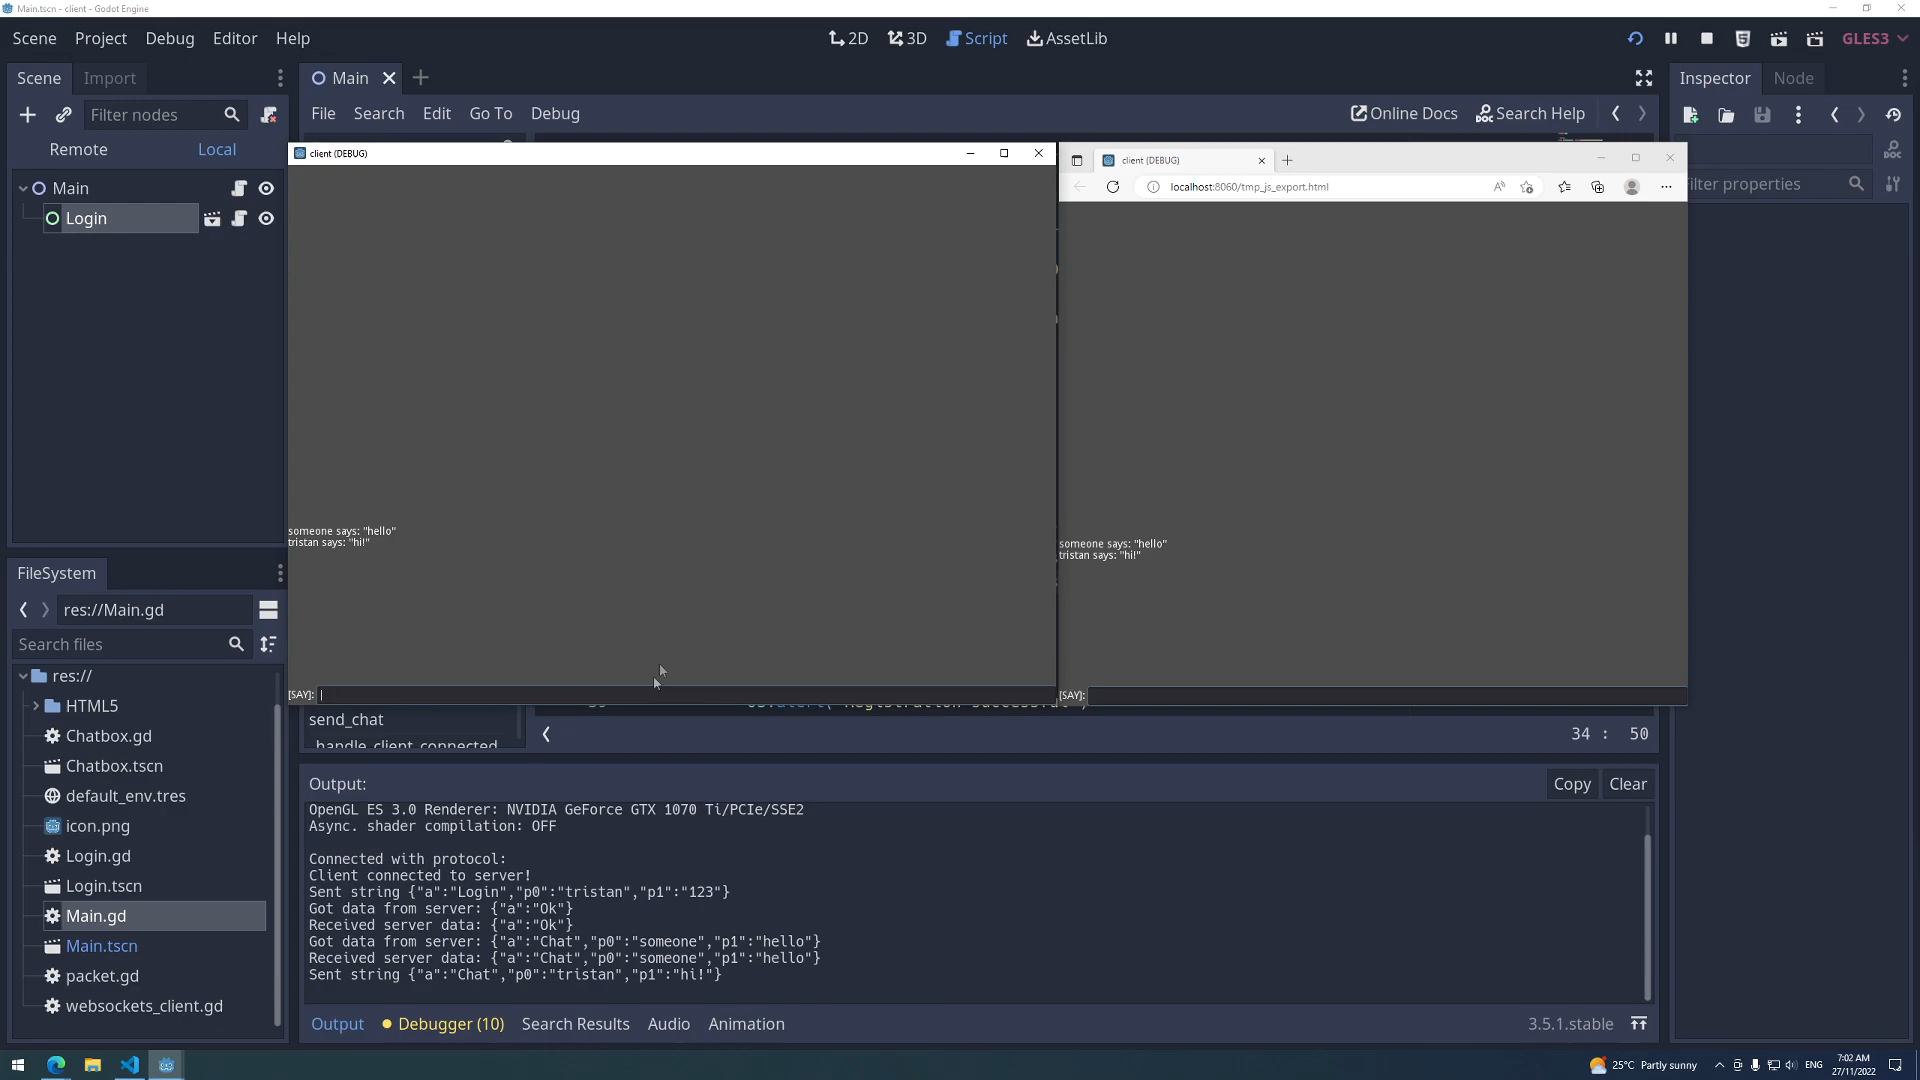 Main.tscn - client - Godot Engine
Scene Project Debug Editor Help
2D 3D Script AssetLib
GLES3
Scene Import
Main
Inspector Node
Filter nodes
File Search Edit Go To Debug
Online Docs Search Help
Remote Local
client (DEBUG)
client (DEBUG)
localhost:8060/tmp_js_export.html
ilter properties
Main
Login
someone says: "hello"
tristan says: "hi!"
someone says: "hello"
tristan says: "hi!"
[SAY]:
[SAY]:
send_chat
_handle_client_connected
34 : 50
FileSystem
res://Main.gd
Search files
res://
HTML5
Chatbox.gd
Chatbox.tscn
default_env.tres
icon.png
Login.gd
Login.tscn
Main.gd
Main.tscn
packet.gd
websockets_client.gd
Output:
Copy Clear
OpenGL ES 3.0 Renderer: NVIDIA GeForce GTX 1070 Ti/PCIe/SSE2
Async. shader compilation: OFF
Connected with protocol:
Client connected to server!
Sent string {"a":"Login","p0":"tristan","p1":"123"}
Got data from server: {"a":"Ok"}
Received server data: {"a":"Ok"}
Got data from server: {"a":"Chat","p0":"someone","p1":"hello"}
Received server data: {"a":"Chat","p0":"someone","p1":"hello"}
Sent string {"a":"Chat","p0":"tristan","p1":"hi!"}
Output Debugger (10) Search Results Audio Animation
3.5.1.stable
25°C Partly sunny
ENG
7:02 AM
27/11/2022